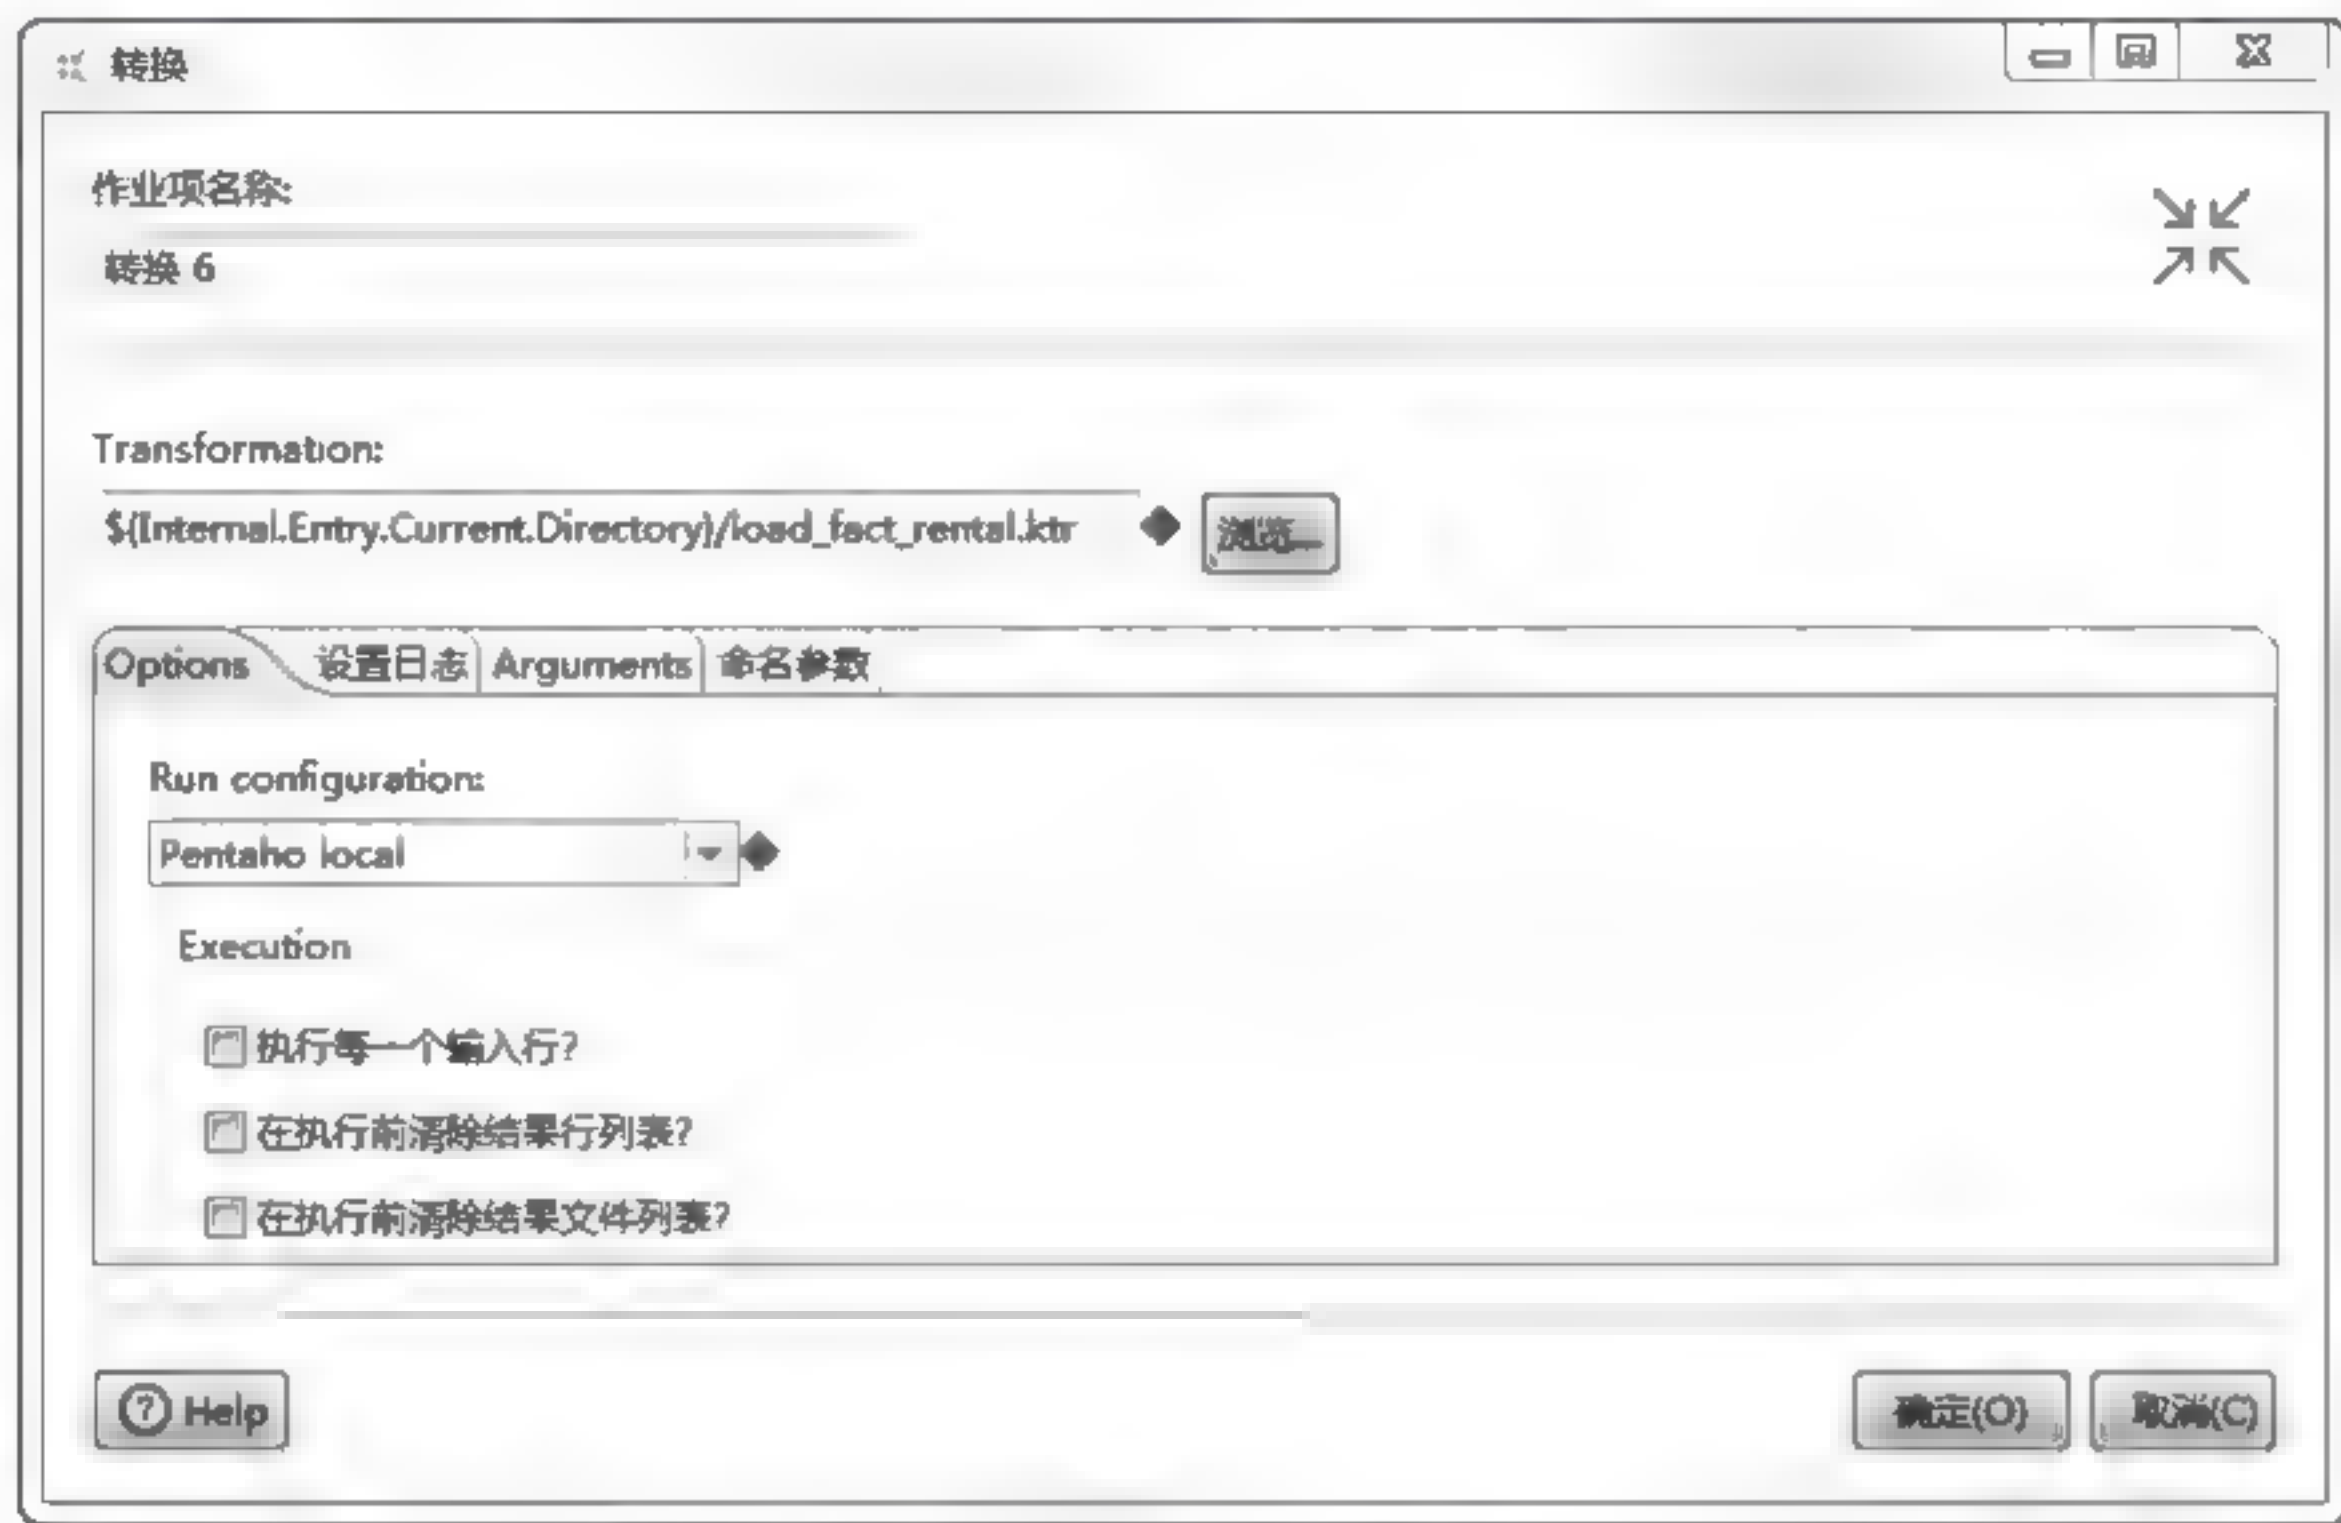 转换
作业项名称:
转换 6
Transformation:
${Internal.Entry.Current.Directory}/load_fact_rental.ktr 浏览...
Options 设置日志 Arguments 命名参数
Run configuration:
Pentaho local
Execution
执行每一个输入行?
在执行前清除结果行列表?
在执行前清除结果文件列表?
Help 确定(O) 取消(C)